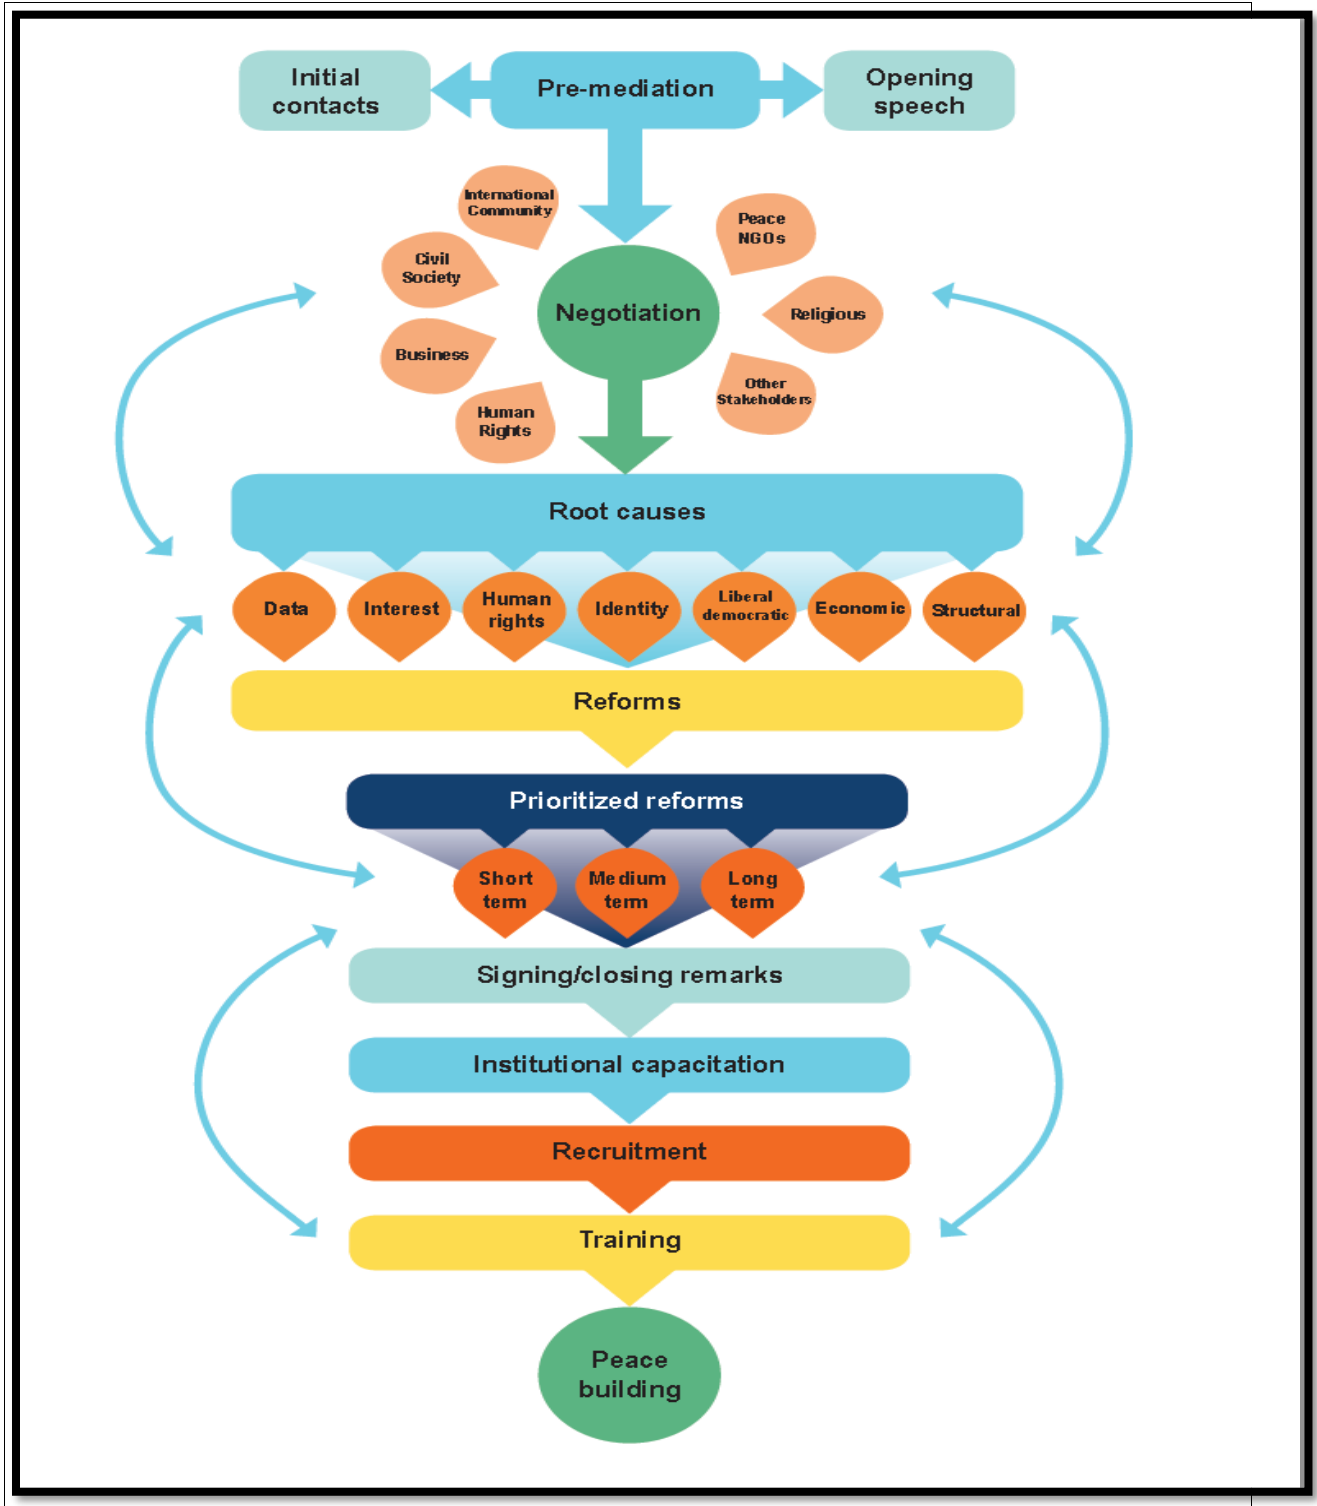 Initial
contacts
Pre-mediation
Opening
speech
International
Community
Peace
NGOs
Civil
Society
Negotiation
Religious
Business
Other
Stakeholders
Human
Rights
Root causes
Data
Interest
Human
rights
Identity
Liberal
democratic
Economic
Structural
Reforms
Prioritized reforms
Short
term
Medium
term
Long
term
Signing/closing remarks
Institutional capacitation
Recruitment
Training
Peace
building